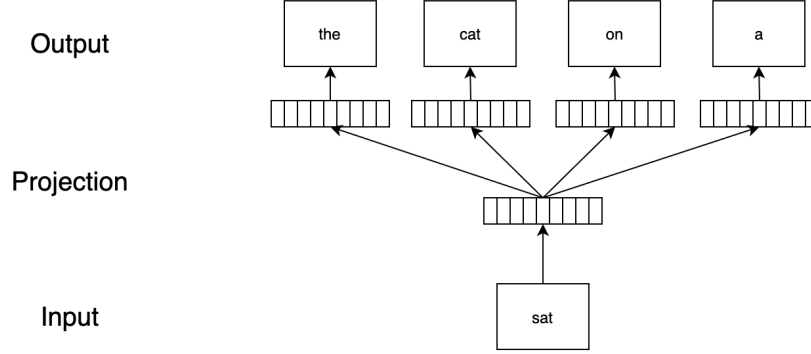 Output
the
cat
on
a
Projection
Input
sat